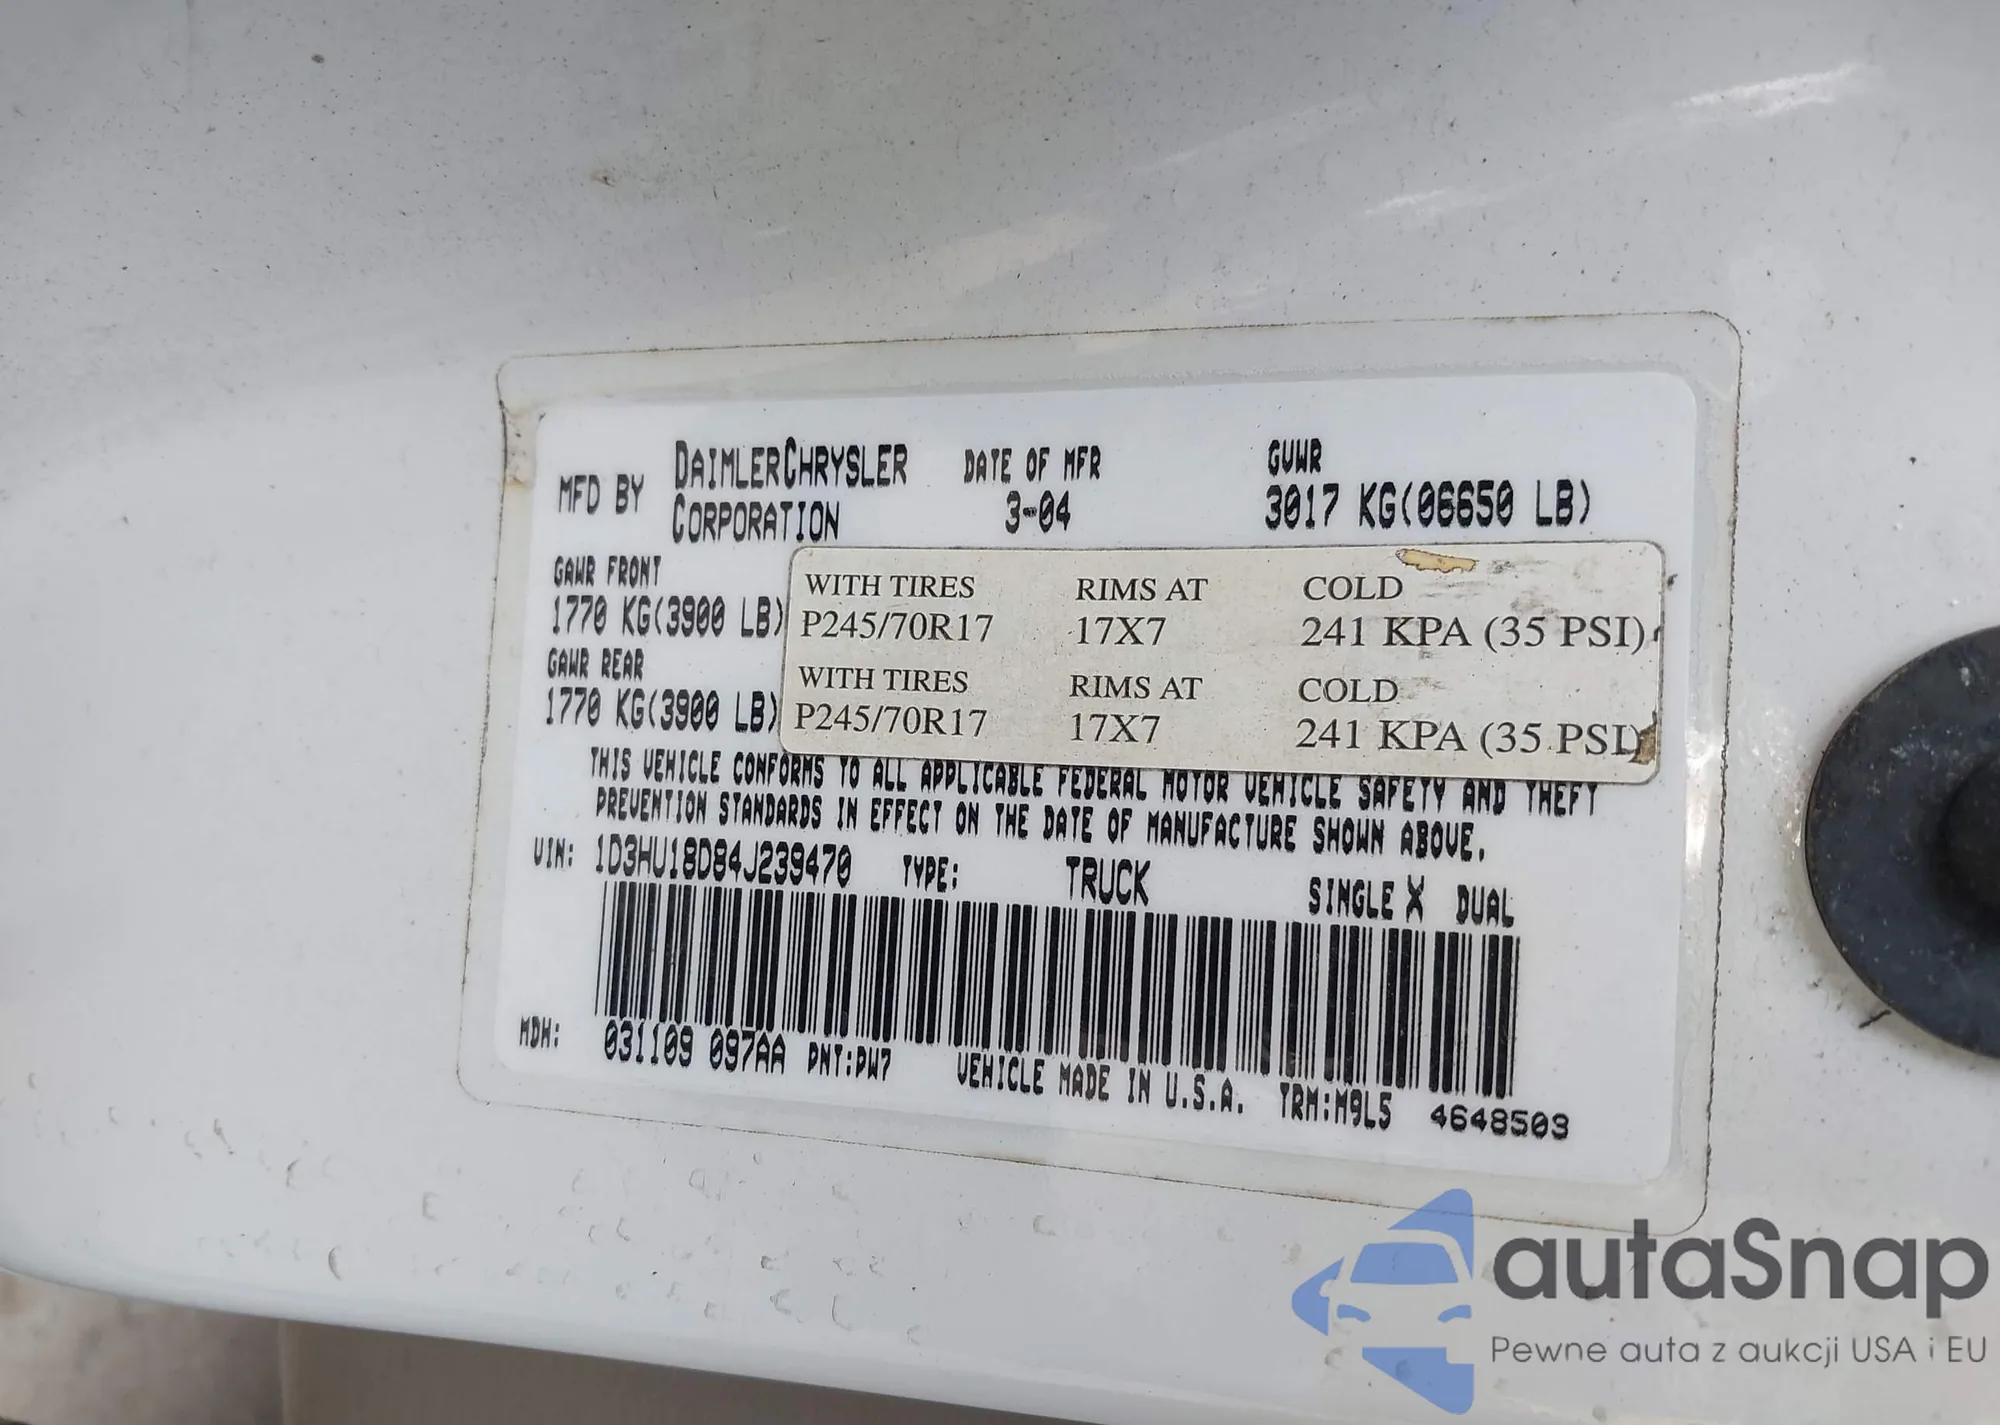 MFD BY DAIMLERCHRYSLER CORPORATION DATE OF MFR 3-04 GVWR 3017 KG(06650 LB)
GAWR FRONT
1770 KG(3900 LB)
GAWR REAR
1770 KG(3900 LB)
WITH TIRES RIMS AT COLD
P245/70R17 17X7 241 KPA (35 PSI)
WITH TIRES RIMS AT COLD
P245/70R17 17X7 241 KPA (35 PSI)
THIS VEHICLE CONFORMS TO ALL APPLICABLE FEDERAL MOTOR VEHICLE SAFETY AND THEFT
PREVENTION STANDARDS IN EFFECT ON THE DATE OF MANUFACTURE SHOWN ABOVE.
VIN: 1D3HU18D84J239470 TYPE: TRUCK SINGLE X DUAL
MDH: 031109 097AA PNT:PW7 VEHICLE MADE IN U.S.A. TRM:M9L5 4648503
autaSnap
Pewne auta z aukcji USA i EU